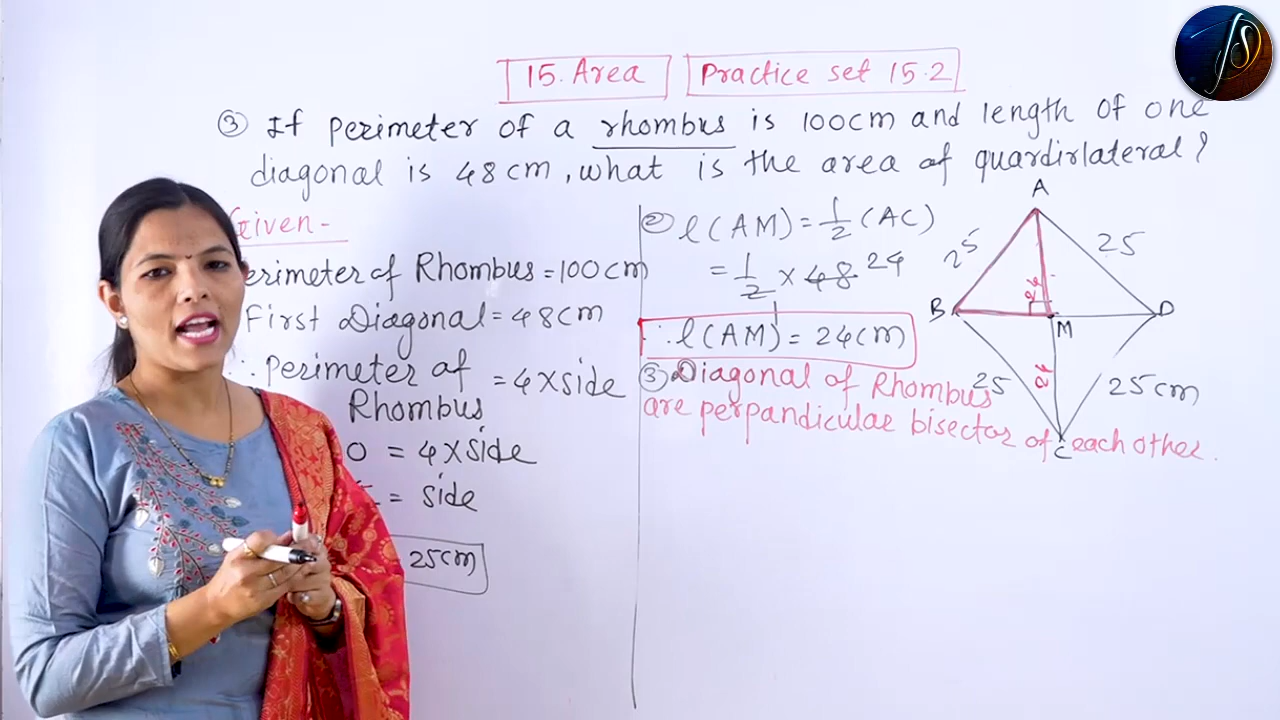 15. Area
Practice set 15.2
③ If perimeter of a rhombus is 100cm and length of one
diagonal is 48cm, what is the area of quardirlateral?
Given-
erimeter of Rhombus = 100cm
First Diagonal = 48cm
∴ perimeter of Rhombus = 4×side
0 = 4×side
= side
25cm
② l(AM) = 1/2 (AC)
= 1/2 × 48 24
1
∴ l(AM) = 24cm
③ Diagonal of Rhombus
are perpandicular bisector of each other.
A
25
25
B
24
M
D
25
24
25cm
C